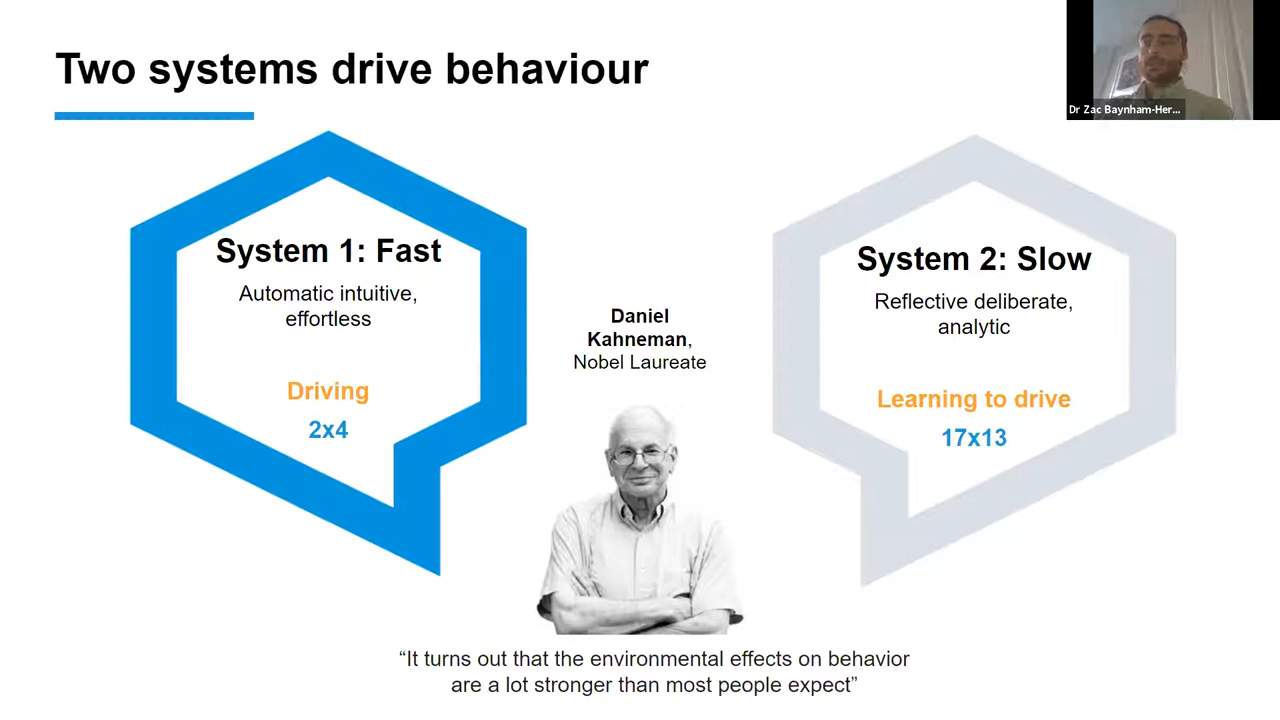 Two systems drive behaviour
Dr Zac Baynham-Her...
System 1: Fast
Automatic intuitive,
effortless
Driving
2x4
Daniel
Kahneman,
Nobel Laureate
System 2: Slow
Reflective deliberate,
analytic
Learning to drive
17x13
“It turns out that the environmental effects on behavior
are a lot stronger than most people expect”